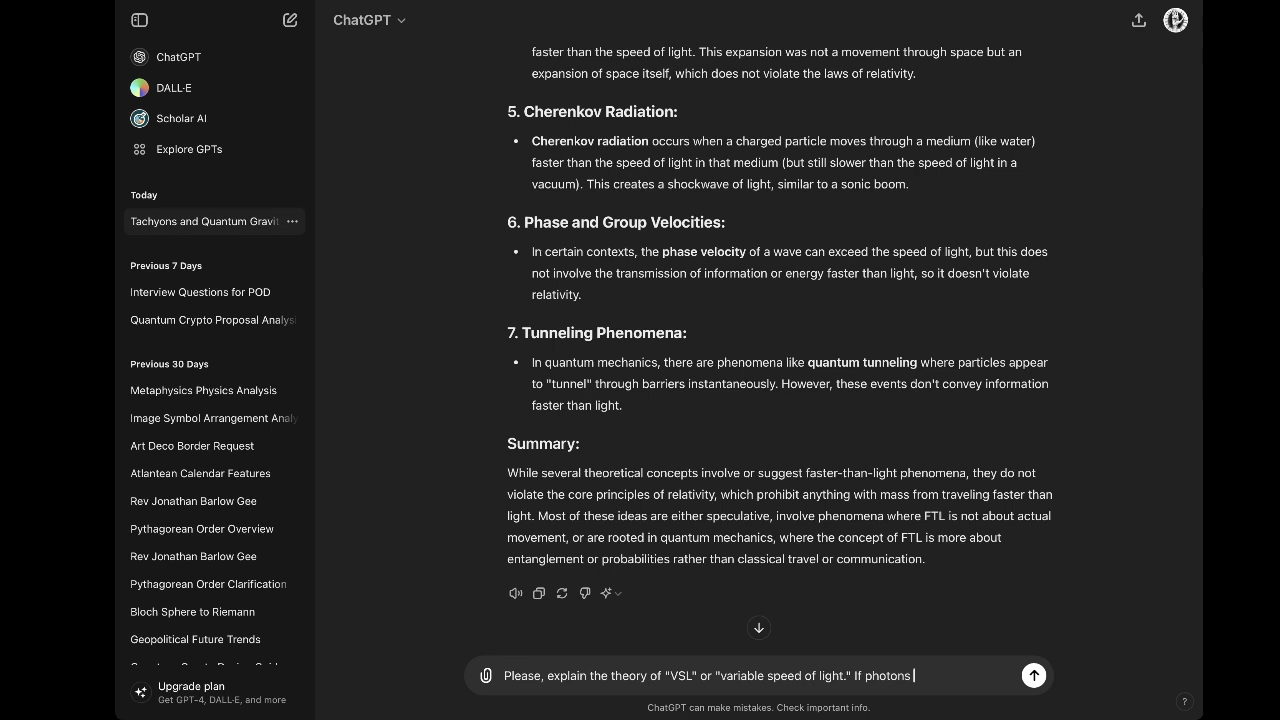 ChatGPT
DALL·E
Scholar AI
Explore GPTs
Today
Tachyons and Quantum Gravit
Previous 7 Days
Interview Questions for POD
Quantum Crypto Proposal Analysi
Previous 30 Days
Metaphysics Physics Analysis
Image Symbol Arrangement Analy
Art Deco Border Request
Atlantean Calendar Features
Rev Jonathan Barlow Gee
Pythagorean Order Overview
Rev Jonathan Barlow Gee
Pythagorean Order Clarification
Bloch Sphere to Riemann
Geopolitical Future Trends
Upgrade plan
Get GPT-4, DALL·E, and more
ChatGPT
faster than the speed of light. This expansion was not a movement through space but an
expansion of space itself, which does not violate the laws of relativity.
5. Cherenkov Radiation:
• Cherenkov radiation occurs when a charged particle moves through a medium (like water)
faster than the speed of light in that medium (but still slower than the speed of light in a
vacuum). This creates a shockwave of light, similar to a sonic boom.
6. Phase and Group Velocities:
• In certain contexts, the phase velocity of a wave can exceed the speed of light, but this does
not involve the transmission of information or energy faster than light, so it doesn't violate
relativity.
7. Tunneling Phenomena:
• In quantum mechanics, there are phenomena like quantum tunneling where particles appear
to "tunnel" through barriers instantaneously. However, these events don't convey information
faster than light.
Summary:
While several theoretical concepts involve or suggest faster-than-light phenomena, they do not
violate the core principles of relativity, which prohibit anything with mass from traveling faster than
light. Most of these ideas are either speculative, involve phenomena where FTL is not about actual
movement, or are rooted in quantum mechanics, where the concept of FTL is more about
entanglement or probabilities rather than classical travel or communication.
Please, explain the theory of "VSL" or "variable speed of light." If photons
ChatGPT can make mistakes. Check important info.
?